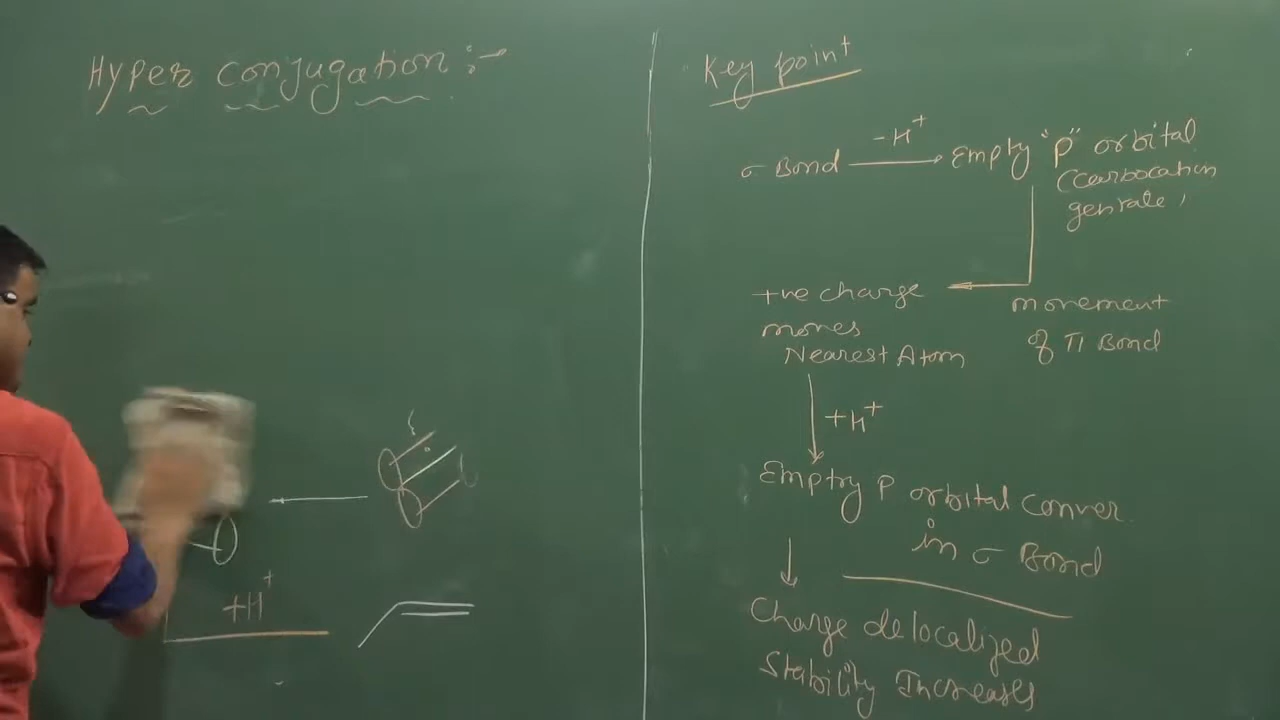 Hyper conjugation :-
+H+
Key point
σ Bond -H+ Empty "P" orbital
(carbocation
genrate)
+ve charge
moves
Nearest Atom
movement
of π Bond
+H+
Emptry P orbital conver
in σ Bond
Charge delocalized
Stability Increases